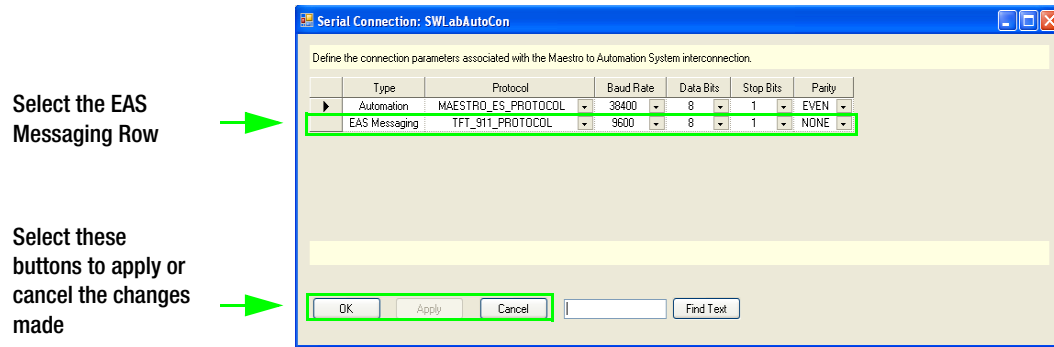 Serial Connection: SWLabAutoCon
Define the connection parameters associated with the Maestro to Automation System interconnection.
Type Protocol Baud Rate Data Bits Stop Bits Parity
Automation MAESTRO_ES_PROTOCOL 38400 8 1 EVEN
EAS Messaging TFT_911_PROTOCOL 9600 8 1 NONE
Select the EAS
Messaging Row
Select these
buttons to apply or
cancel the changes
made
OK Apply Cancel Find Text